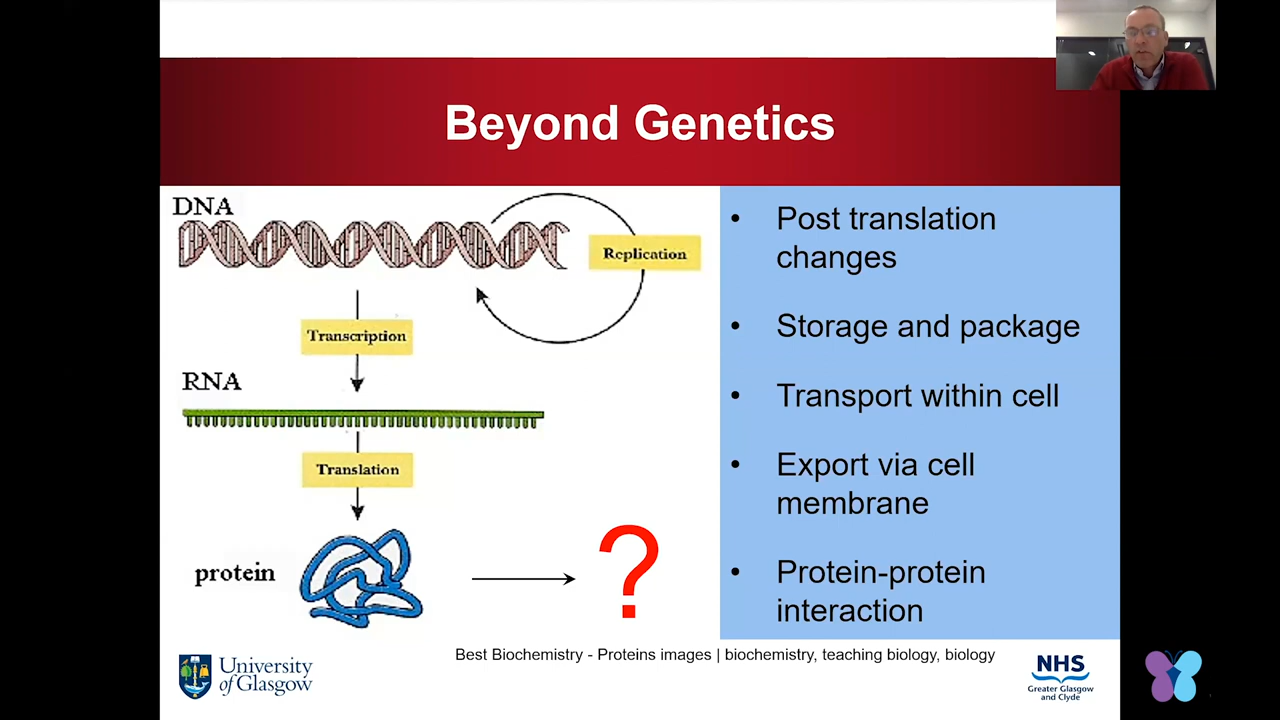 Beyond Genetics
DNA
Replication
Transcription
RNA
Translation
protein
?
• Post translation
changes
• Storage and package
• Transport within cell
• Export via cell
membrane
• Protein-protein
interaction
Best Biochemistry - Proteins images | biochemistry, teaching biology, biology
University
of Glasgow
NHS
Greater Glasgow
and Clyde